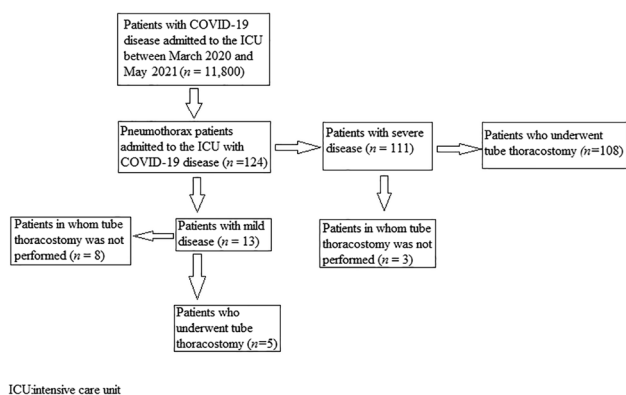 Patients with COVID-19
disease admitted to the ICU
between March 2020 and
May 2021 (n = 11,800)
Pneumothorax patients
admitted to the ICU with
COVID-19 disease (n =124)
Patients with severe
disease (n = 111)
Patients who underwent
tube thoracostomy (n=108)
Patients in whom tube
thoracostomy was not
performed (n = 8)
Patients with mild
disease (n = 13)
Patients in whom tube
thoracostomy was not
performed (n = 3)
Patients who
underwent tube
thoracostomy (n=5)
ICU:intensive care unit